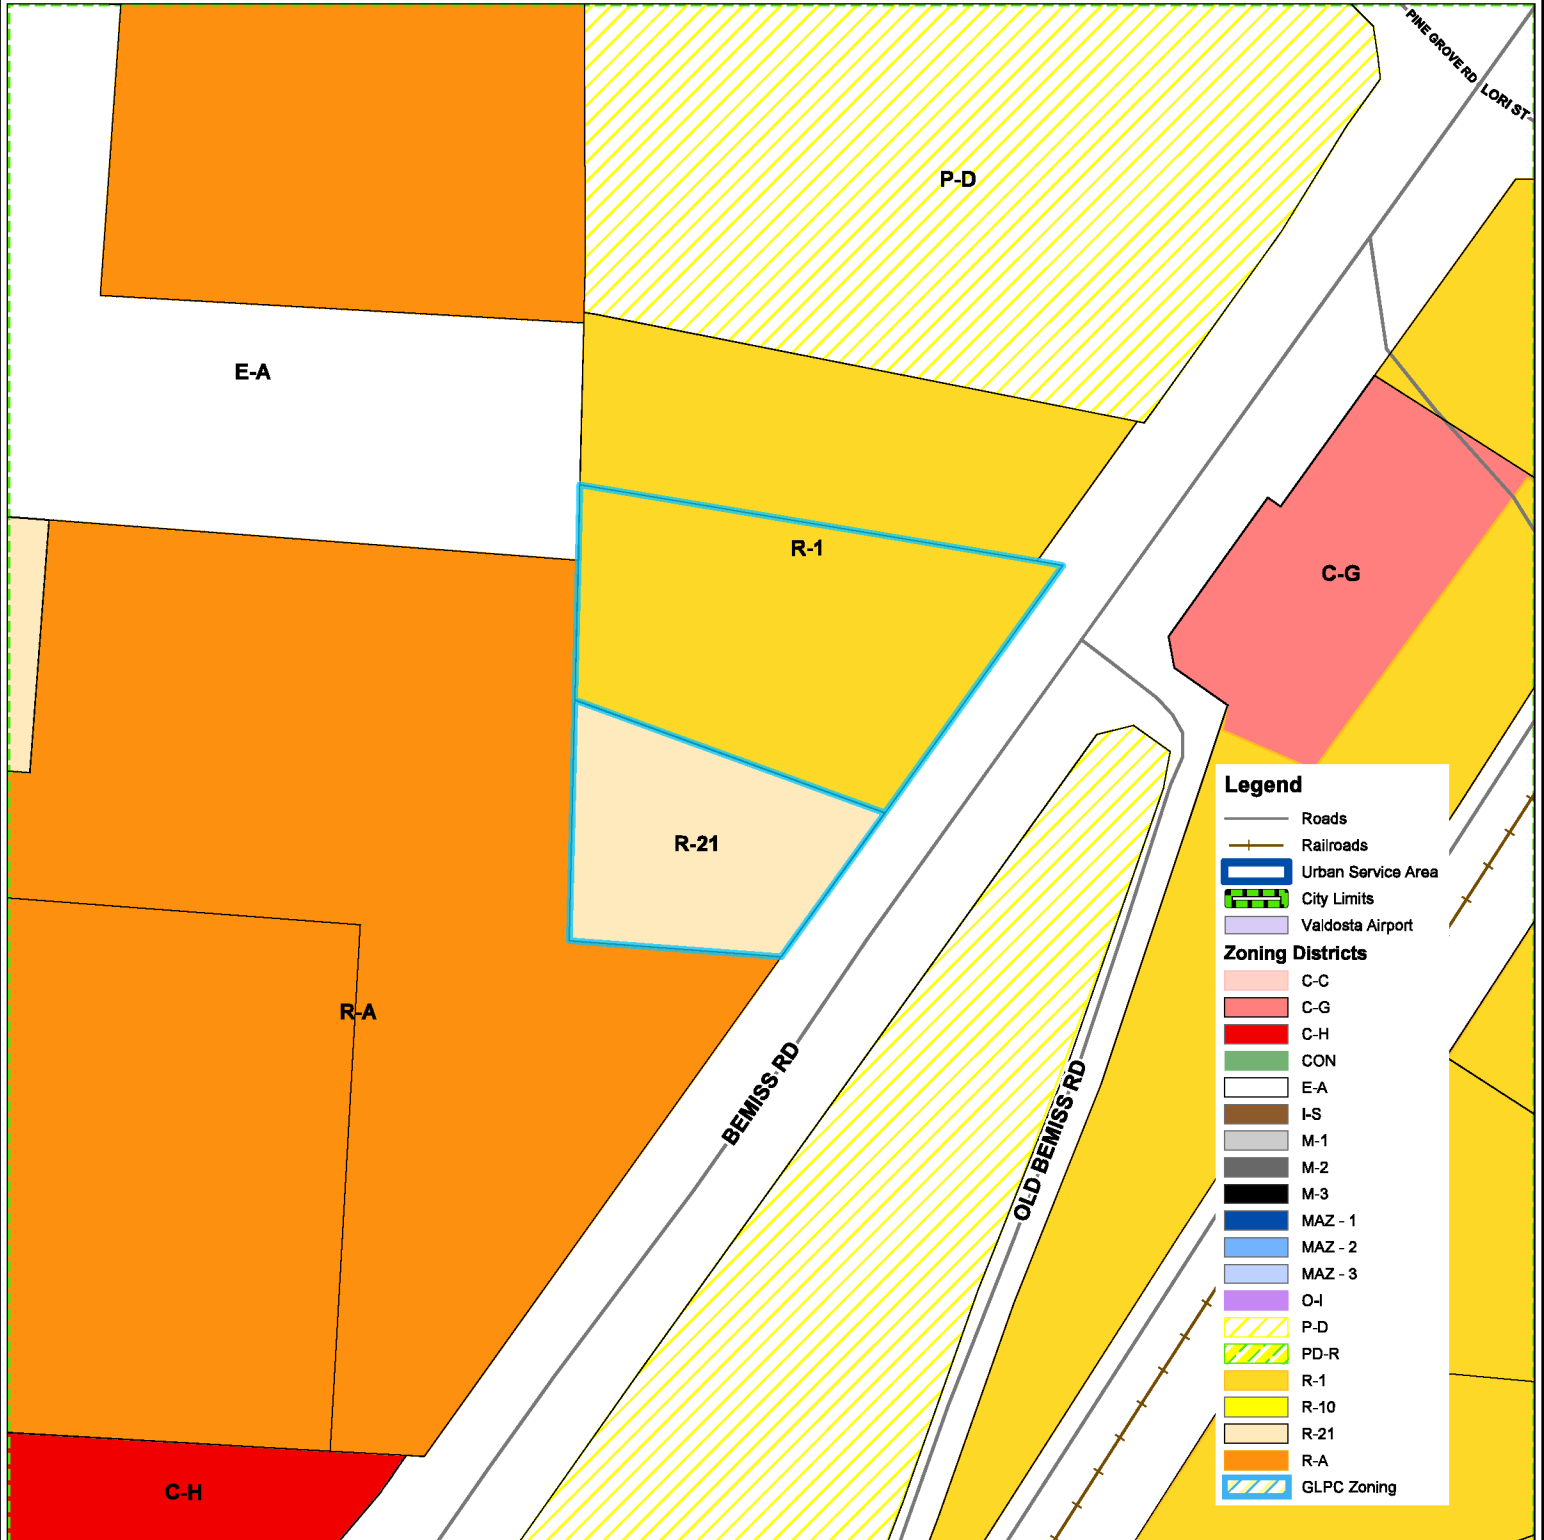 PINE GROVE RD
LORI ST
P-D
E-A
R-1
C-G
R-21
R-A
BEMISS RD
OLD BEMISS RD
C-H
Legend
Roads
Railroads
Urban Service Area
City Limits
Valdosta Airport
Zoning Districts
C-C
C-G
C-H
CON
E-A
I-S
M-1
M-2
M-3
MAZ - 1
MAZ - 2
MAZ - 3
O-I
P-D
PD-R
R-1
R-10
R-21
R-A
GLPC Zoning